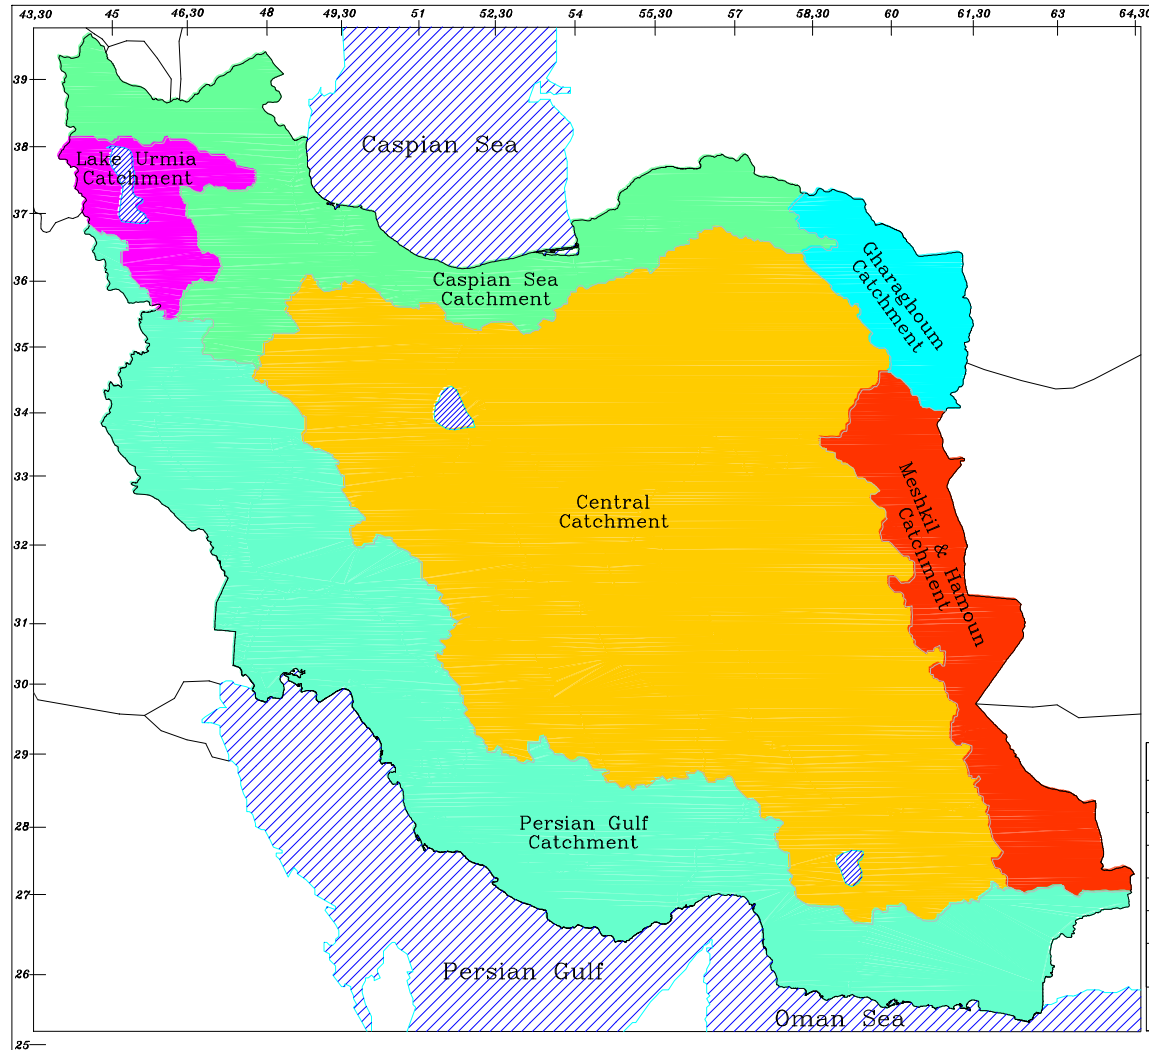 43,30 45 46,30 48 49,30 51 52,30 54 55,30 57 58,30 60 61,30 63 64,30
39
38
37
36
35
34
33
32
31
30
29
28
27
26
25
Caspian Sea
Lake Urmia
Catchment
Caspian Sea
Catchment
Gharaghoum
Catchment
Central
Catchment
Meshkil & Hamoun
Catchment
Persian Gulf
Catchment
Persian Gulf
Oman Sea